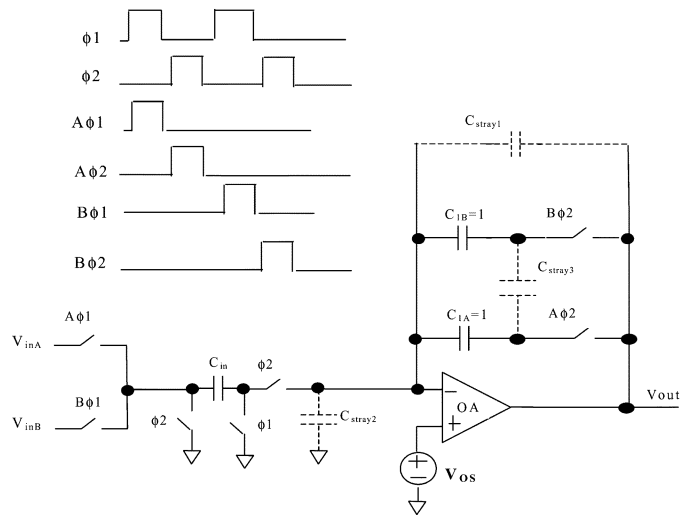 ϕ1
ϕ2
Aϕ1
Aϕ2
Bϕ1
Bϕ2
Cstray1
C1B=1
Bϕ2
Cstray3
C1A=1
Aϕ2
Aϕ1
VinA
Cin
ϕ2
VinB
Bϕ1
ϕ2
ϕ1
Cstray2
−
OA
+
Vout
+
−
VOS